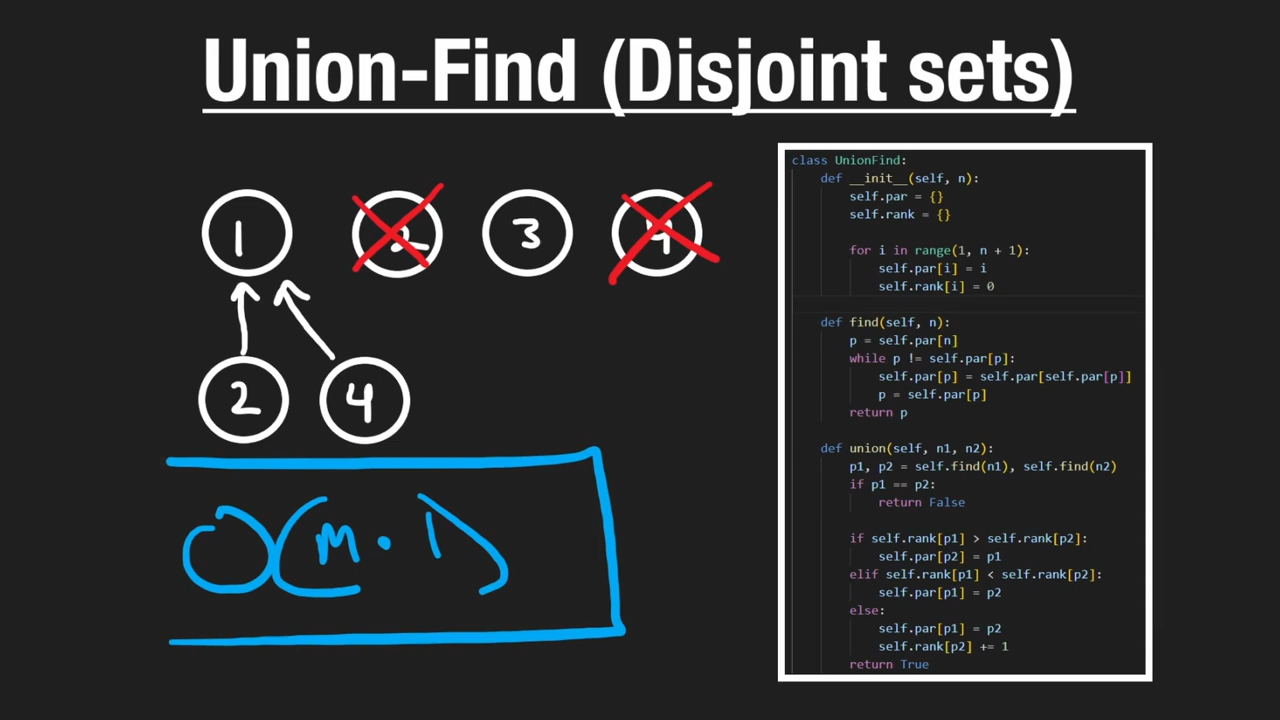 Union-Find (Disjoint sets)
1 2 3 4
2 4
O(m · 1)
class UnionFind:
    def __init__(self, n):
        self.par = {}
        self.rank = {}

        for i in range(1, n + 1):
            self.par[i] = i
            self.rank[i] = 0

    def find(self, n):
        p = self.par[n]
        while p != self.par[p]:
            self.par[p] = self.par[self.par[p]]
            p = self.par[p]
        return p

    def union(self, n1, n2):
        p1, p2 = self.find(n1), self.find(n2)
        if p1 == p2:
            return False

        if self.rank[p1] > self.rank[p2]:
            self.par[p2] = p1
        elif self.rank[p1] < self.rank[p2]:
            self.par[p1] = p2
        else:
            self.par[p1] = p2
            self.rank[p2] += 1
        return True